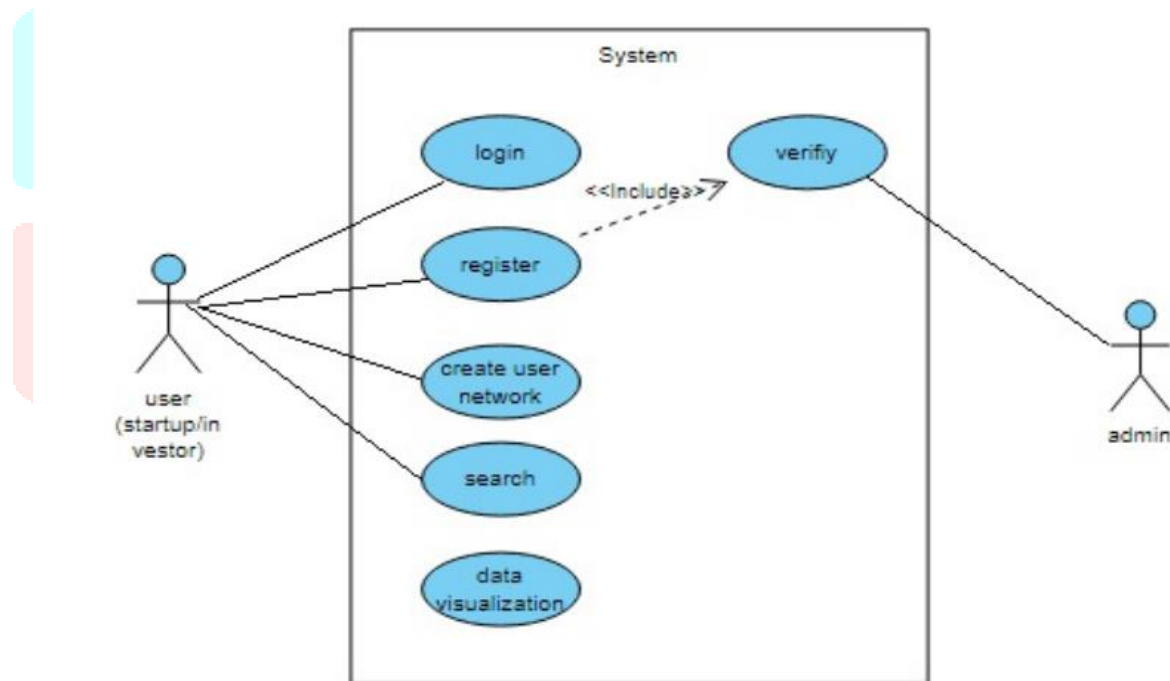 System
login
verifiy
<<Include>>
register
user
(startup/in
vestor)
create user
network
admin
search
data
visualization